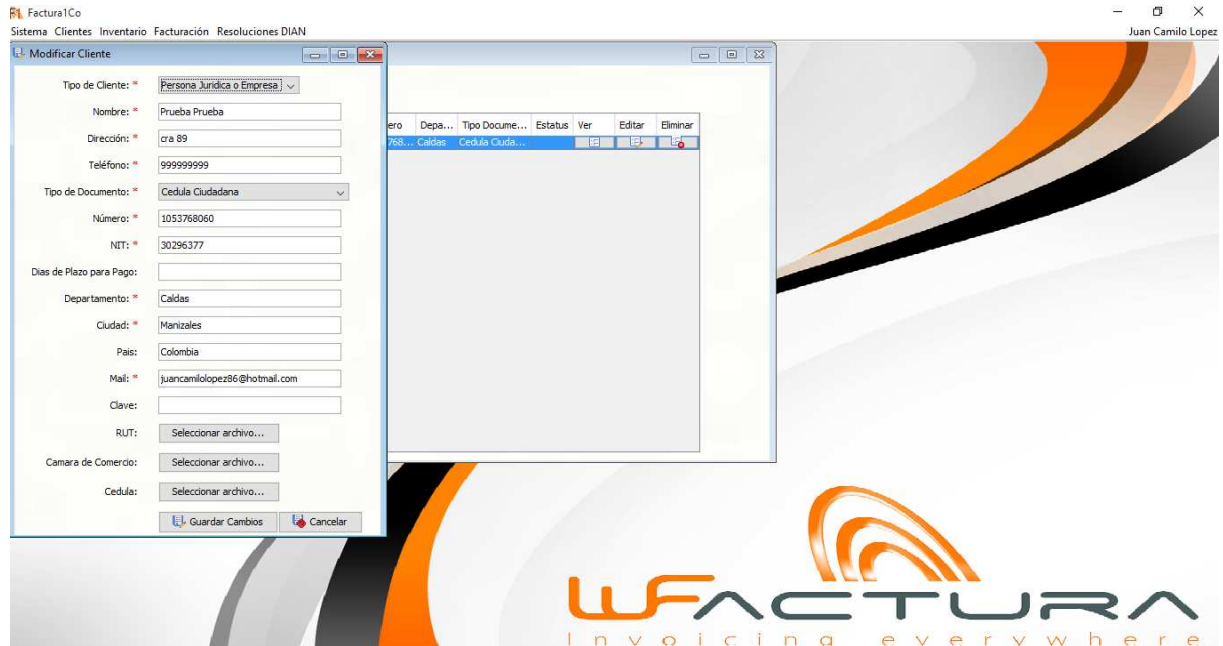 Factura1Co
Sistema Clientes Inventario Facturación Resoluciones DIAN
Juan Camilo Lopez
Modificar Cliente
Tipo de Cliente: * Persona Juridica o Empresa
Nombre: * Prueba Prueba
Dirección: * cra 89
Teléfono: * 999999999
Tipo de Documento: * Cedula Ciudadana
Número: * 1053768060
NIT: * 30296377
Dias de Plazo para Pago:
Departamento: * Caldas
Ciudad: * Manizales
Pais: Colombia
Mail: * juancamilolopez86@hotmail.com
Clave:
RUT: Seleccionar archivo...
Camara de Comercio: Seleccionar archivo...
Cedula: Seleccionar archivo...
Guardar Cambios Cancelar
ero Depa... Tipo Docume... Estatus Ver Editar Eliminar
768... Caldas Cedula Ciuda...
wFACTURA
Invoicing everywhere